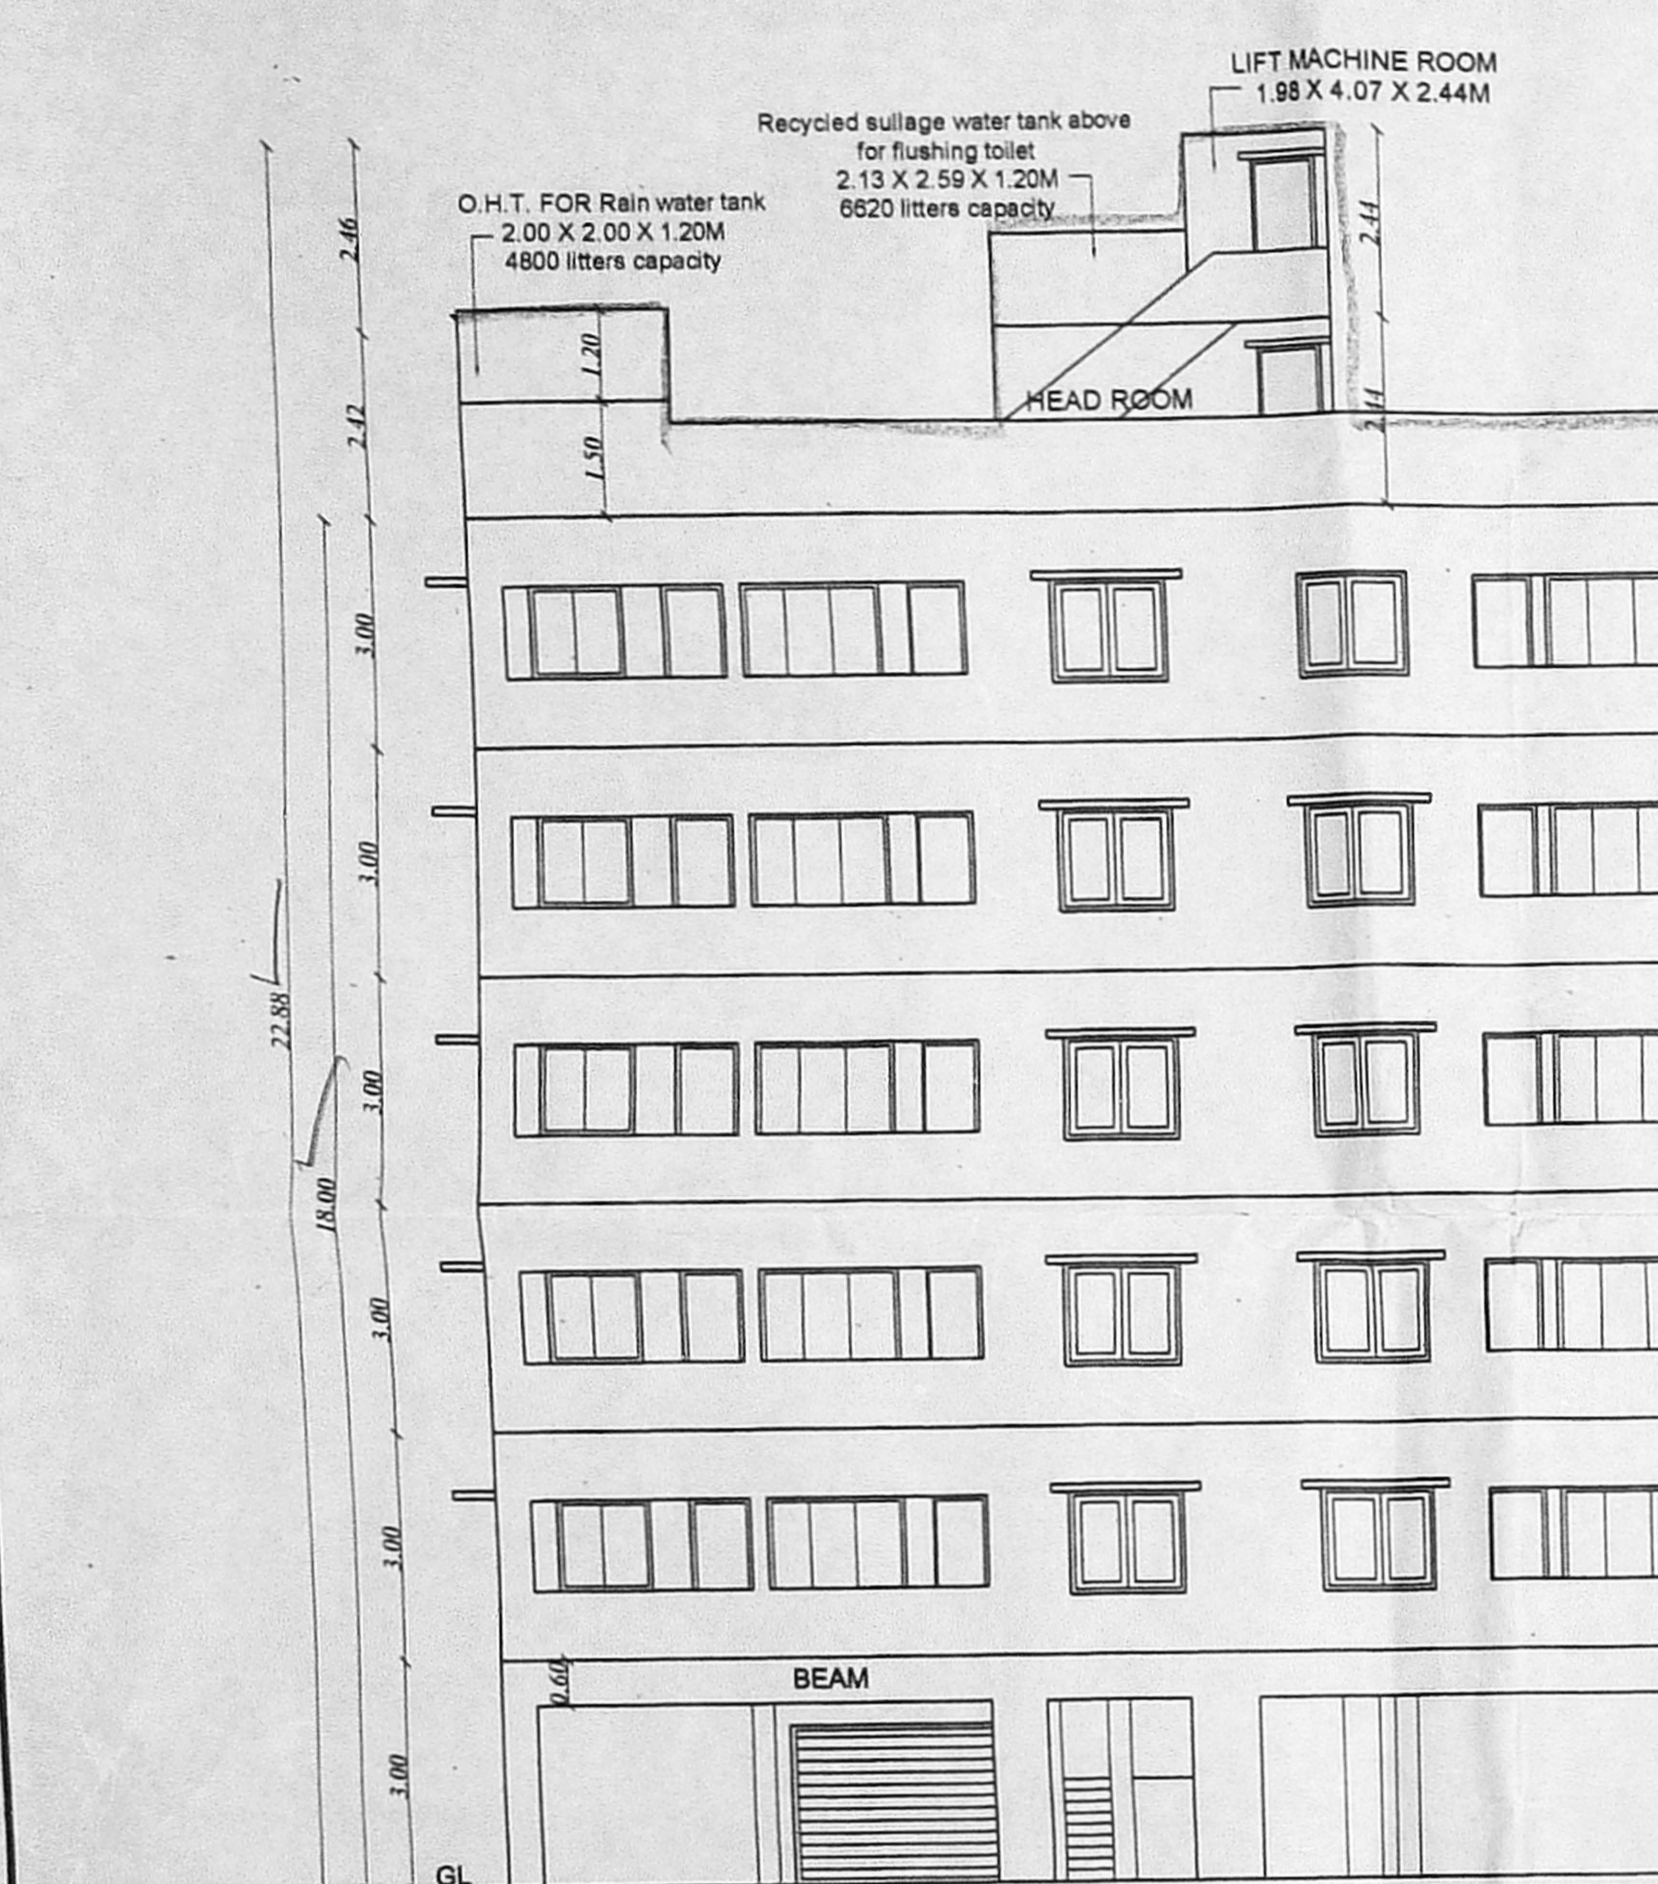 LIFT MACHINE ROOM
1.98 X 4.07 X 2.44M
Recycled sullage water tank above
for flushing toilet
2.13 X 2.59 X 1.20M
6620 litters capacity
O.H.T. FOR Rain water tank
2.00 X 2.00 X 1.20M
4800 litters capacity
2.46
2.44
1.20
HEAD ROOM
2.44
2.42
1.50
3.00
3.00
22.88
3.00
18.00
3.00
3.00
0.60
BEAM
3.00
GL